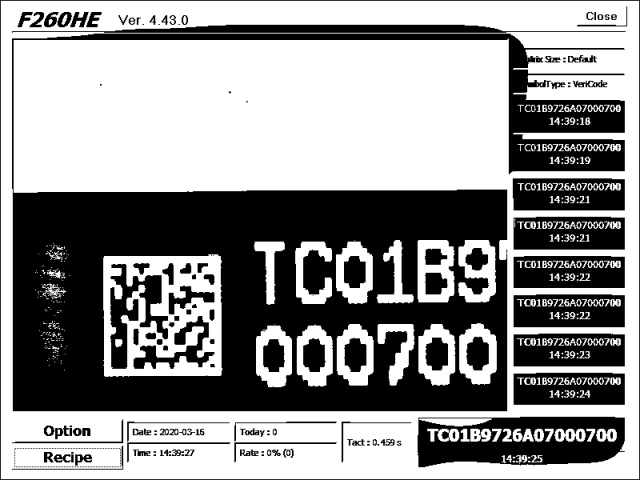 F260HE Ver. 4.43.0
Close
Matrix Size : Default
SymbolType : VeriCode
TC01B9726A07000700
14:39:18
TC01B9726A07000700
14:39:19
TC01B9726A07000700
14:39:21
TC01B9726A07000700
14:39:21
TC01B9726A07000700
14:39:22
TC01B9726A07000700
14:39:22
TC01B9726A07000700
14:39:23
TC01B9726A07000700
14:39:24
TC01B9
000700
Option
Recipe
Date : 2020-03-16
Time : 14:39:27
Today : 0
Rate : 0% (0)
Tact : 0.459 s
TC01B9726A07000700
14:39:25